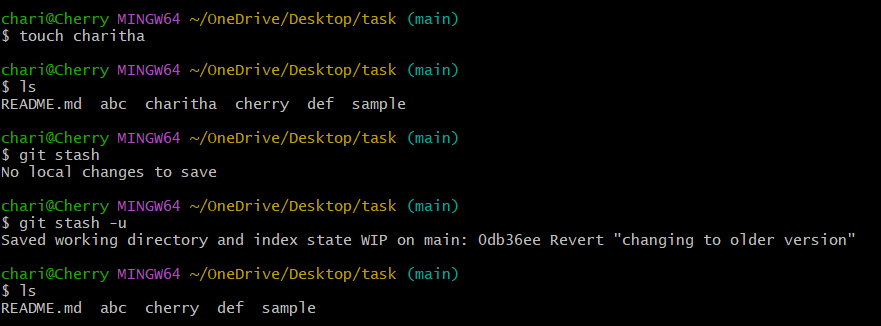 chari@Cherry MINGW64 ~/OneDrive/Desktop/task (main)
$ touch charitha
chari@Cherry MINGW64 ~/OneDrive/Desktop/task (main)
$ ls
README.md  abc  charitha  cherry  def  sample
chari@Cherry MINGW64 ~/OneDrive/Desktop/task (main)
$ git stash
No local changes to save
chari@Cherry MINGW64 ~/OneDrive/Desktop/task (main)
$ git stash -u
Saved working directory and index state WIP on main: 0db36ee Revert "changing to older version"
chari@Cherry MINGW64 ~/OneDrive/Desktop/task (main)
$ ls
README.md  abc  cherry  def  sample